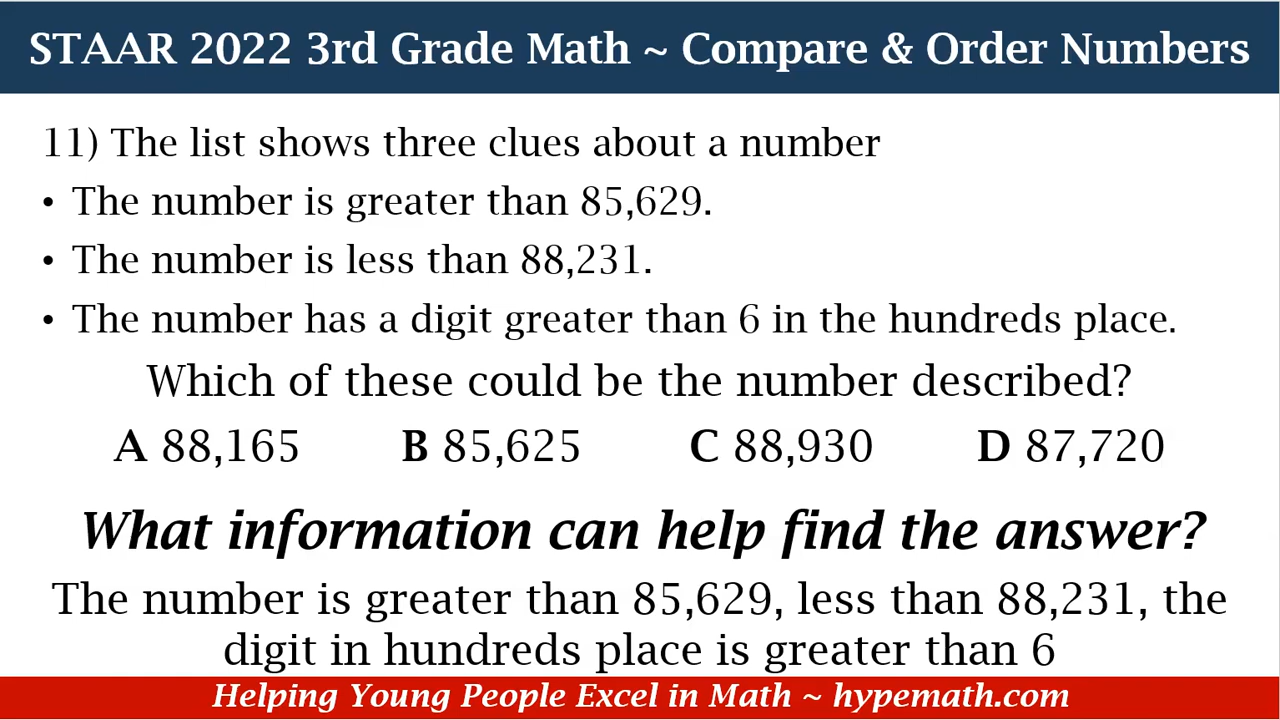 STAAR 2022 3rd Grade Math ~ Compare & Order Numbers
11) The list shows three clues about a number
• The number is greater than 85,629.
• The number is less than 88,231.
• The number has a digit greater than 6 in the hundreds place.
Which of these could be the number described?
A 88,165 B 85,625 C 88,930 D 87,720
What information can help find the answer?
The number is greater than 85,629, less than 88,231, the
digit in hundreds place is greater than 6
Helping Young People Excel in Math ~ hypemath.com